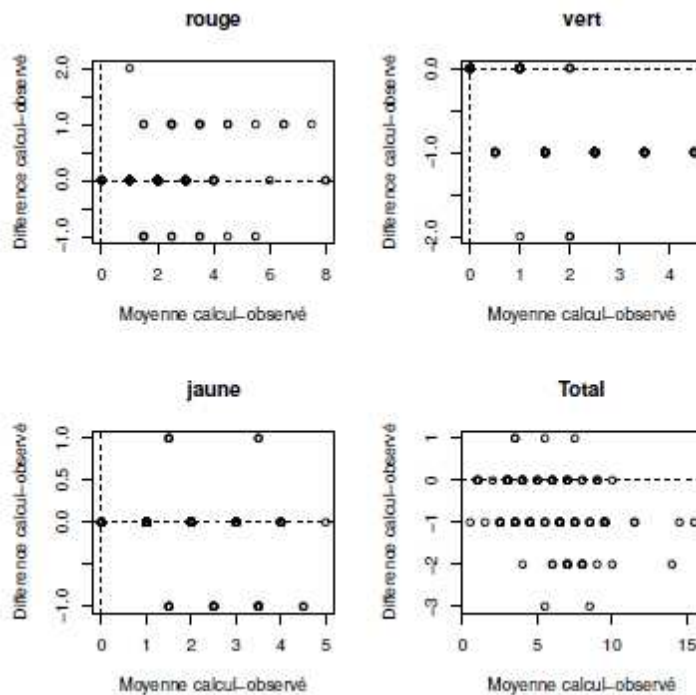 rouge
Difference calcul−observé
2.0
1.0
0.0
−1.0
0 2 4 6 8
Moyenne calcul−observé
vert
Difference calcul−observé
0.0
−1.0
−2.0
0 1 2 3 4
Moyenne calcul−observé
jaune
Difference calcul−observé
1.0
0.5
0.0
−1.0
0 1 2 3 4 5
Moyenne calcul−observé
Total
Difference calcul−observé
1
0
−1
−2
−3
0 5 10 15
Moyenne calcul−observé